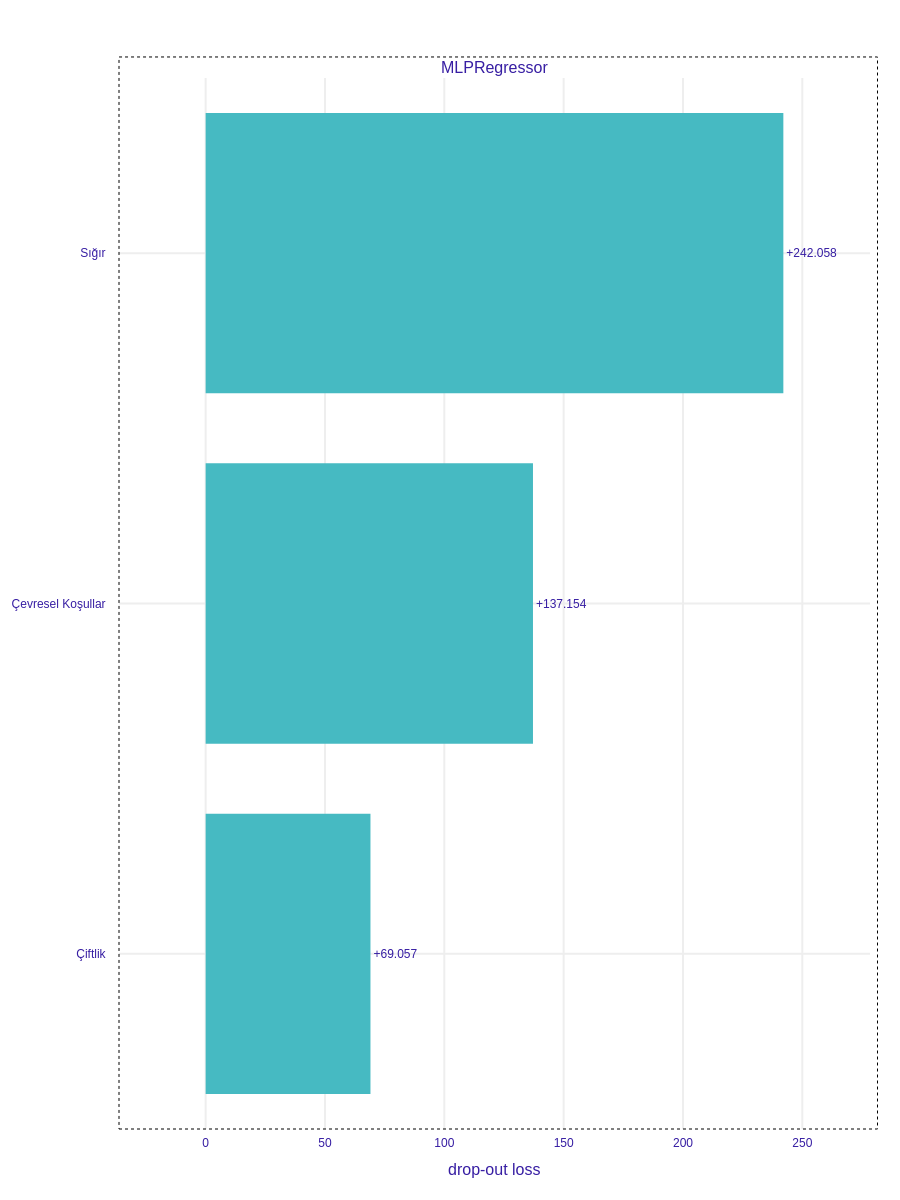 MLPRegressor
Sığır
+242.058
Çevresel Koşullar
+137.154
Çiftlik
+69.057
0 50 100 150 200 250
drop-out loss